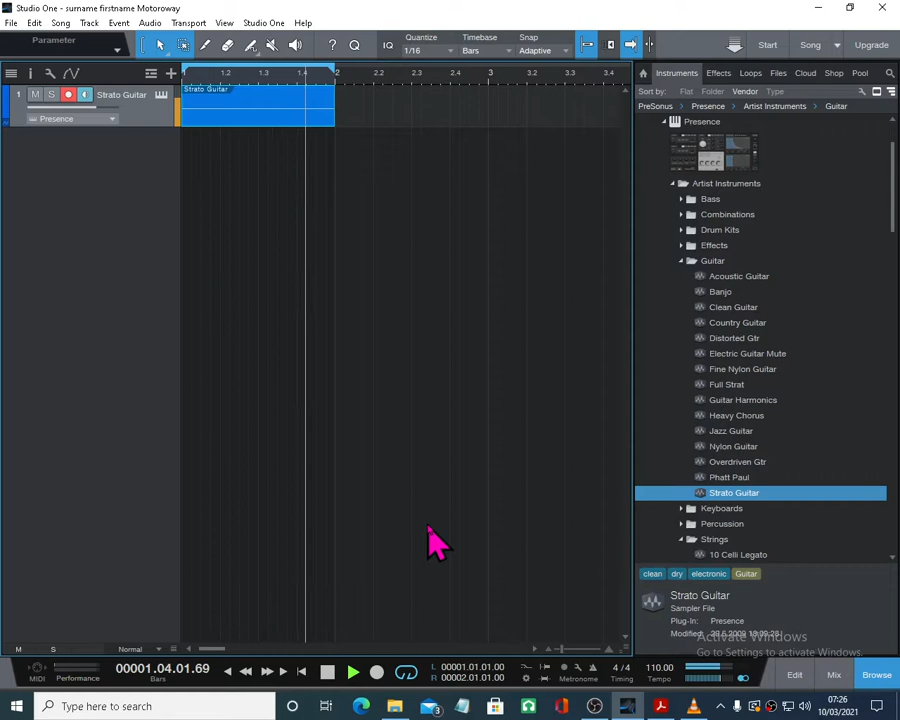 Studio One - surname firstname Motoroway
File Edit Song Track Event Audio Transport View Studio One Help
Parameter
IQ Quantize 1/16 Timebase Bars Snap Adaptive
Start Song Upgrade
1.2 1.3 1.4 2 2.2 2.3 2.4 3 3.2 3.3 3.4
Instruments Effects Loops Files Cloud Shop Pool
Sort by: Flat Folder Vendor Type
PreSonus Presence Artist Instruments Guitar
1 M S Strato Guitar
Presence
Strato Guitar
Presence
Artist Instruments
Bass
Combinations
Drum Kits
Effects
Guitar
Acoustic Guitar
Banjo
Clean Guitar
Country Guitar
Distorted Gtr
Electric Guitar Mute
Fine Nylon Guitar
Full Strat
Guitar Harmonics
Heavy Chorus
Jazz Guitar
Nylon Guitar
Overdriven Gtr
Phatt Paul
Strato Guitar
Keyboards
Percussion
Strings
10 Celli Legato
clean dry electronic Guitar
Strato Guitar
Sampler File
Plug-In: Presence
Activate Windows
Go to Settings to activate Windows.
M S Normal
MIDI Performance
00001.04.01.69
Bars
L 00001.01.01.00
R 00002.01.01.00
Metronome
4 / 4
Timing
110.00
Tempo
Edit Mix Browse
Type here to search
3
07:26
10/03/2021